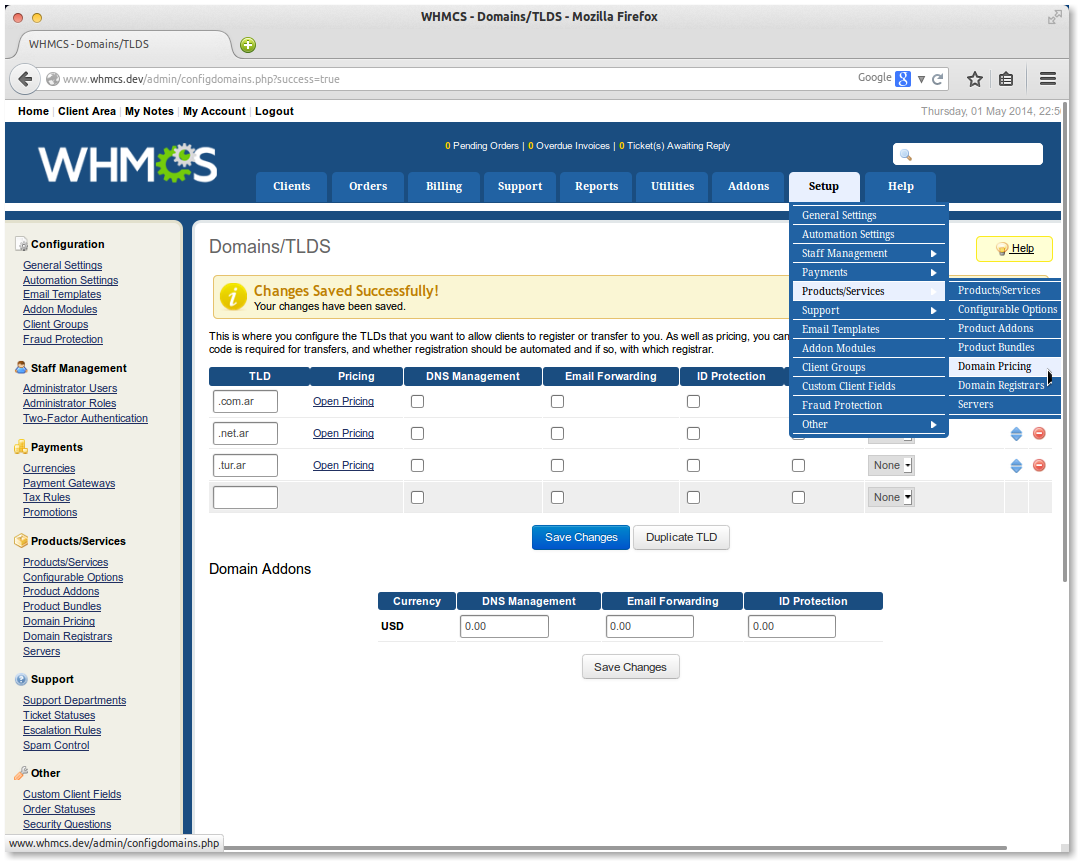 WHMCS - Domains/TLDS - Mozilla Firefox
WHMCS - Domains/TLDS
www.whmcs.dev/admin/configdomains.php?success=true
Google
Home | Client Area | My Notes | My Account | Logout
Thursday, 01 May 2014, 22:5
WHMCS
0 Pending Orders | 0 Overdue Invoices | 0 Ticket(s) Awaiting Reply
Clients
Orders
Billing
Support
Reports
Utilities
Addons
Setup
Help
General Settings
Automation Settings
Staff Management
Payments
Products/Services
Support
Email Templates
Addon Modules
Client Groups
Custom Client Fields
Fraud Protection
Other
Products/Services
Configurable Options
Product Addons
Product Bundles
Domain Pricing
Domain Registrars
Servers
Configuration
General Settings
Automation Settings
Email Templates
Addon Modules
Client Groups
Fraud Protection
Staff Management
Administrator Users
Administrator Roles
Two-Factor Authentication
Payments
Currencies
Payment Gateways
Tax Rules
Promotions
Products/Services
Products/Services
Configurable Options
Product Addons
Product Bundles
Domain Pricing
Domain Registrars
Servers
Support
Support Departments
Ticket Statuses
Escalation Rules
Spam Control
Other
Custom Client Fields
Order Statuses
Security Questions
Domains/TLDS
Help
Changes Saved Successfully!
Your changes have been saved.
This is where you configure the TLDs that you want to allow clients to register or transfer to you. As well as pricing, you can
code is required for transfers, and whether registration should be automated and if so, with which registrar.
TLD Pricing DNS Management Email Forwarding ID Protection
.com.ar Open Pricing
.net.ar Open Pricing
.tur.ar Open Pricing None
None
Save Changes Duplicate TLD
Domain Addons
Currency DNS Management Email Forwarding ID Protection
USD 0.00 0.00 0.00
Save Changes
www.whmcs.dev/admin/configdomains.php